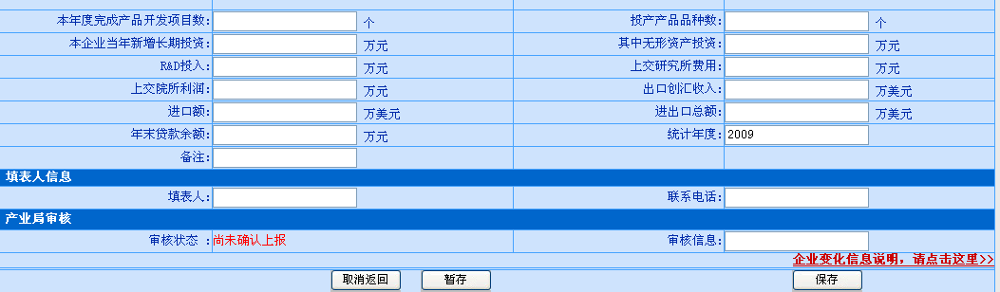 本年度完成产品开发项目数: 个 投产产品品种数: 个
本企业当年新增长期投资: 万元 其中无形资产投资: 万元
R&D投入: 万元 上交研究所费用: 万元
上交院所利润: 万元 出口创汇收入: 万美元
进口额: 万美元 进出口总额: 万美元
年末贷款余额: 万元 统计年度: 2009
备注:
填表人信息
填表人: 联系电话:
产业局审核
审核状态 : 尚未确认上报 审核信息:
企业变化信息说明，请点击这里>>
取消返回 暂存 保存